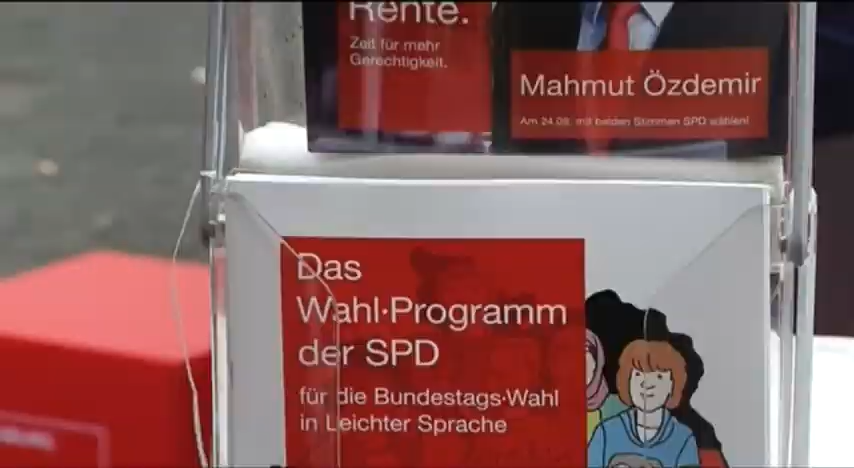 Rente.
Zeit für mehr
Gerechtigkeit.
Mahmut Özdemir
Am 24.09. mit beiden Stimmen SPD wählen!
Das
Wahl·Programm
der SPD
für die Bundestags·Wahl
in Leichter Sprache